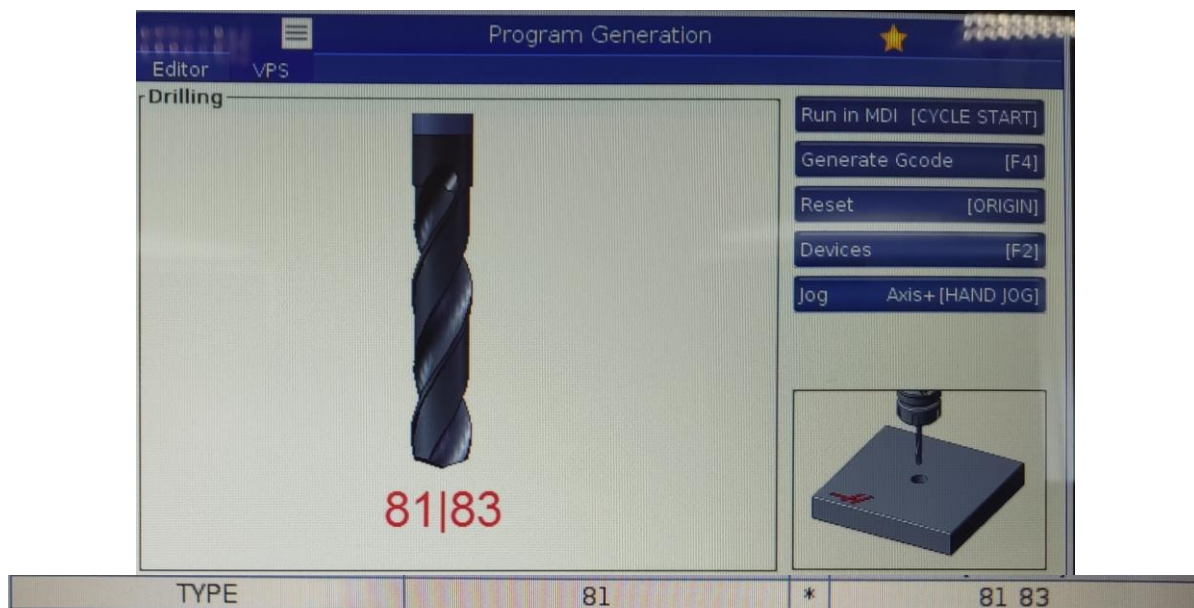 Program Generation
Editor VPS
Drilling
Run in MDI [CYCLE START]
Generate Gcode [F4]
Reset [ORIGIN]
Devices [F2]
Jog Axis+[HAND JOG]
81|83
TYPE 81 * 81 83